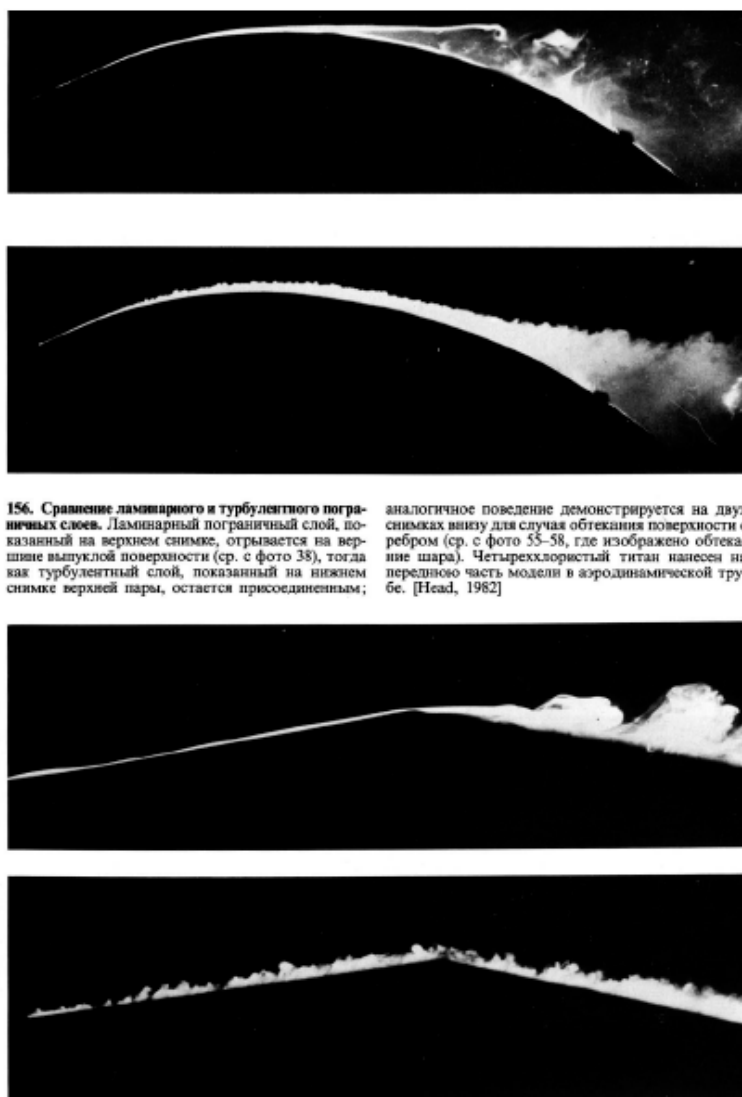 156. Сравнение ламинарного и турбулентного погра-
ничных слоев. Ламинарный пограничный слой, по-
казанный на верхнем снимке, отрывается на вер-
шине выпуклой поверхности (ср. с фото 38), тогда
как турбулентный слой, показанный на нижнем
снимке верхней пары, остается присоединенным;
аналогичное поведение демонстрируется на двух
снимках внизу для случая обтекания поверхности с
ребром (ср. с фото 55–58, где изображено обтека-
ние шара). Четыреххлористый титан нанесен на
переднюю часть модели в аэродинамической тру-
бе. [Head, 1982]